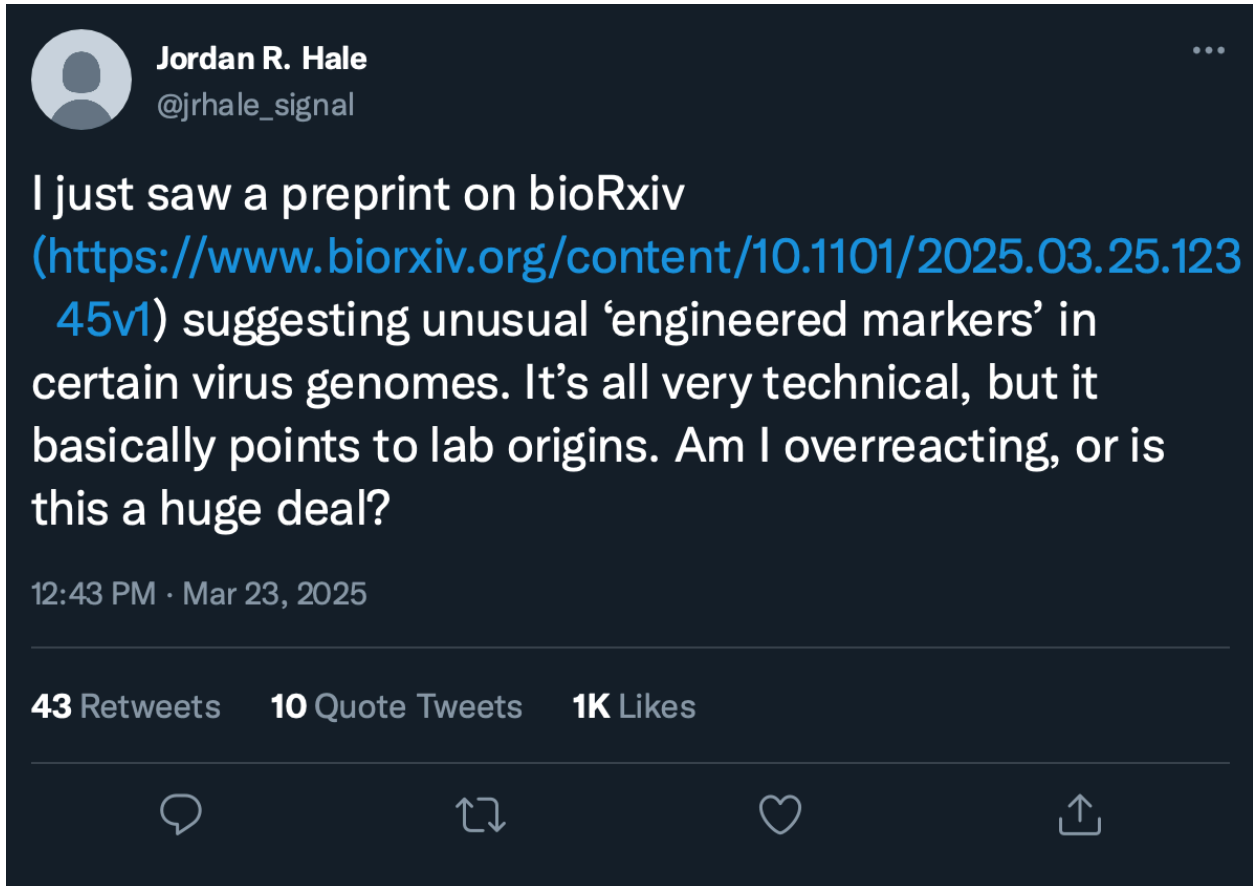 Jordan R. Hale
@jrhale_signal
I just saw a preprint on bioRxiv
(https://www.biorxiv.org/content/10.1101/2025.03.25.123
45v1) suggesting unusual ‘engineered markers’ in
certain virus genomes. It’s all very technical, but it
basically points to lab origins. Am I overreacting, or is
this a huge deal?
12:43 PM · Mar 23, 2025
43 Retweets 10 Quote Tweets 1K Likes